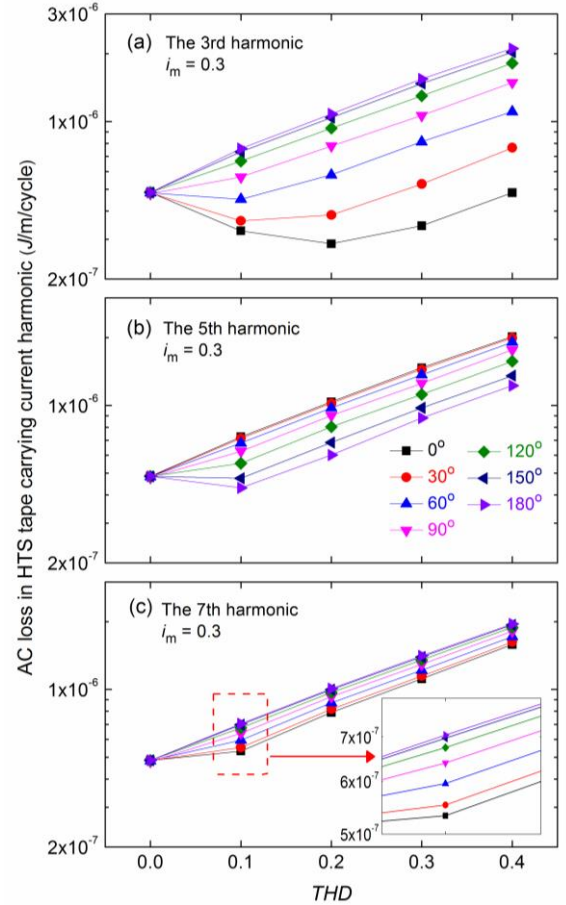 AC loss in HTS tape carrying current harmonic (J/m/cycle)
3x10⁻⁶
(a) The 3rd harmonic
iₘ = 0.3
1x10⁻⁶
2x10⁻⁷
(b) The 5th harmonic
iₘ = 0.3
1x10⁻⁶
0° 120°
30° 150°
60° 180°
90°
2x10⁻⁷
(c) The 7th harmonic
iₘ = 0.3
1x10⁻⁶
7x10⁻⁷
6x10⁻⁷
5x10⁻⁷
2x10⁻⁷
0.0 0.1 0.2 0.3 0.4
THD